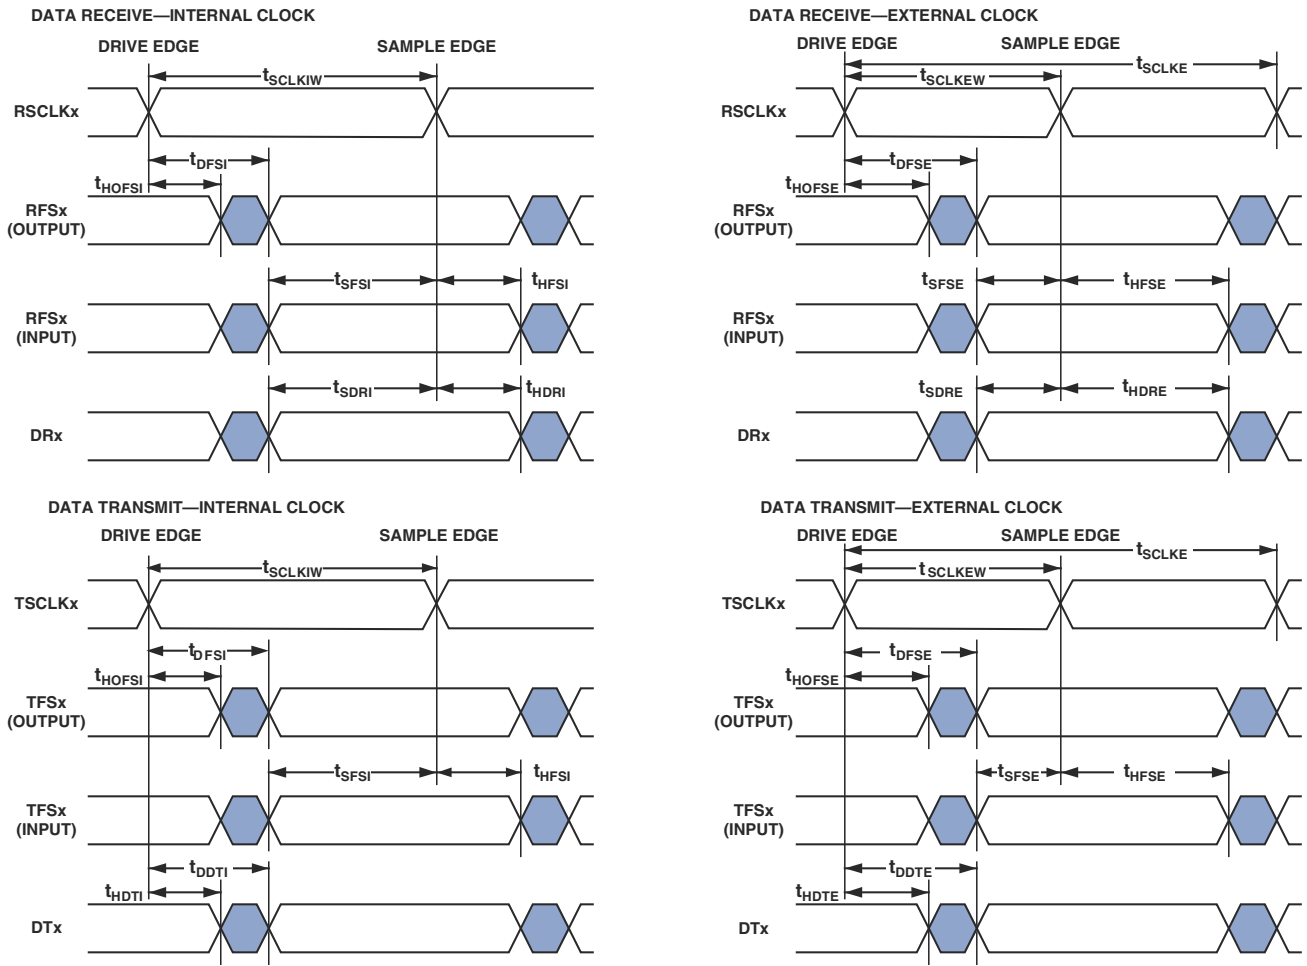 DATA RECEIVE—INTERNAL CLOCK
DRIVE EDGE
SAMPLE EDGE
tSCLKIW
RSCLKx
tDFSI
tHOFSI
RFSx
(OUTPUT)
tSFSI
tHFSI
RFSx
(INPUT)
tSDRI
tHDRI
DRx
DATA RECEIVE—EXTERNAL CLOCK
DRIVE EDGE
SAMPLE EDGE
tSCLKE
tSCLKEW
RSCLKx
tDFSE
tHOFSE
RFSx
(OUTPUT)
tSFSE
tHFSE
RFSx
(INPUT)
tSDRE
tHDRE
DRx
DATA TRANSMIT—INTERNAL CLOCK
DRIVE EDGE
SAMPLE EDGE
tSCLKIW
TSCLKx
tDFSI
tHOFSI
TFSx
(OUTPUT)
tSFSI
tHFSI
TFSx
(INPUT)
tDDTI
tHDTI
DTx
DATA TRANSMIT—EXTERNAL CLOCK
DRIVE EDGE
SAMPLE EDGE
tSCLKE
tSCLKEW
TSCLKx
tDFSE
tHOFSE
TFSx
(OUTPUT)
tSFSE
tHFSE
TFSx
(INPUT)
tDDTE
tHDTE
DTx